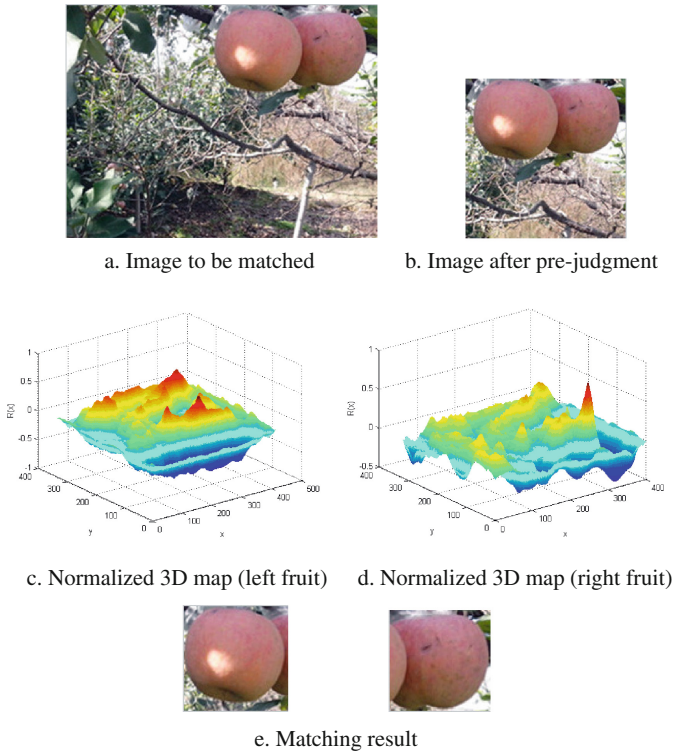 a. Image to be matched
b. Image after pre-judgment
1
0.5
0
-0.5
-1
R(x)
400
300
200
100
0
y
0
100
200
300
400
500
x
1
0.5
0
-0.5
R(x)
400
300
200
100
0
y
0
100
200
300
400
x
c. Normalized 3D map (left fruit)
d. Normalized 3D map (right fruit)
e. Matching result